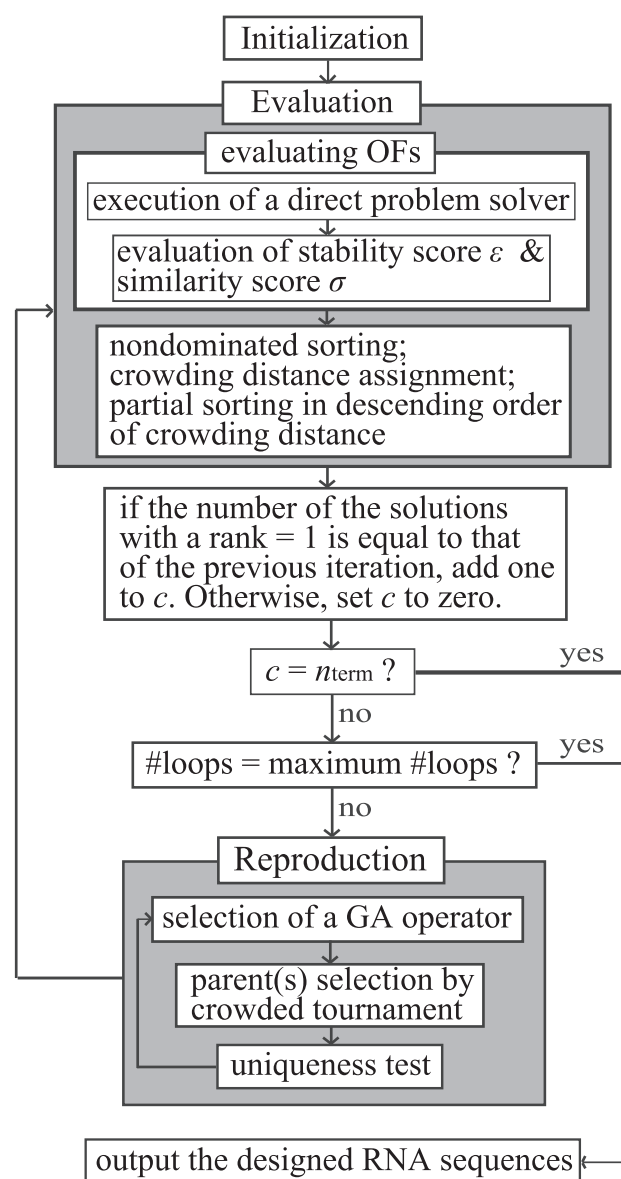 Initialization
Evaluation
evaluating OFs
execution of a direct problem solver
evaluation of stability score ε &
similarity score σ
nondominated sorting;
crowding distance assignment;
partial sorting in descending order
of crowding distance
if the number of the solutions
with a rank = 1 is equal to that
of the previous iteration, add one
to c. Otherwise, set c to zero.
c = nterm ?
yes
no
#loops = maximum #loops ?
yes
no
Reproduction
selection of a GA operator
parent(s) selection by
crowded tournament
uniqueness test
output the designed RNA sequences